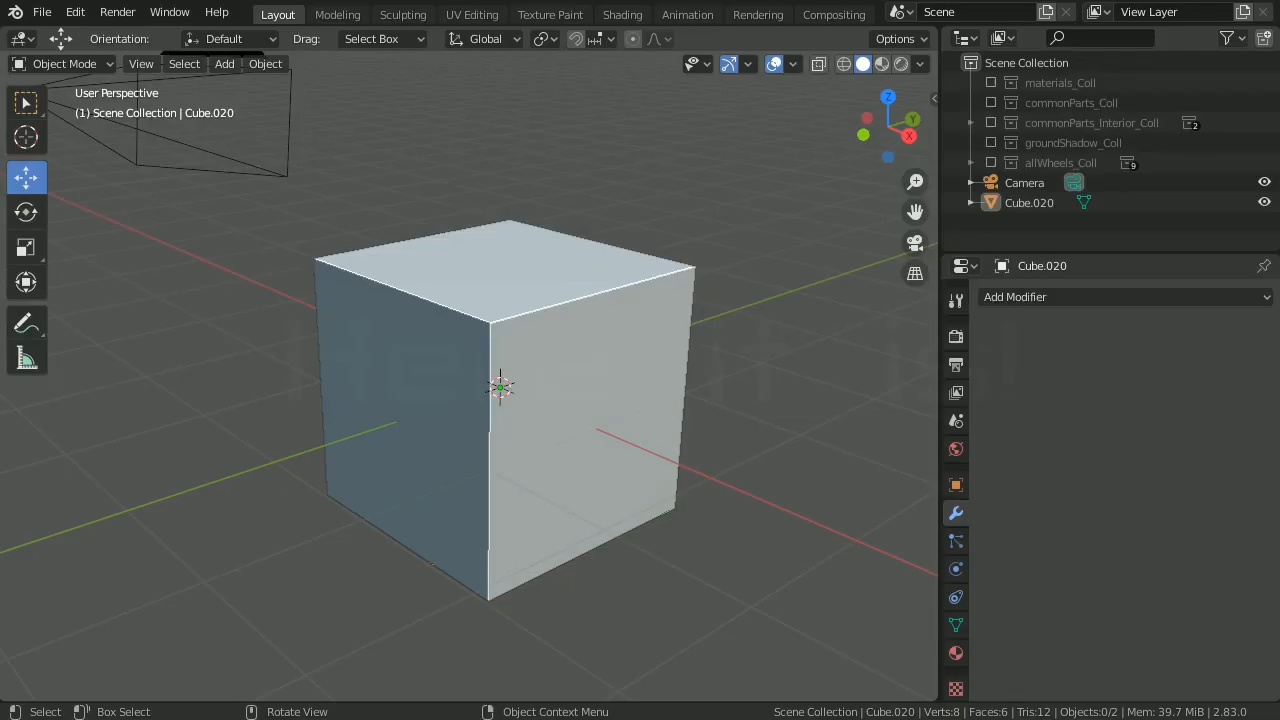 File Edit Render Window Help Layout Modeling Sculpting UV Editing Texture Paint Shading Animation Rendering Compositing Scene View Layer
Orientation: Default Drag: Select Box Global Options
Object Mode View Select Add Object
User Perspective
(1) Scene Collection | Cube.020
Z
Y
X
Here it is!
Scene Collection
materials_Coll
commonParts_Coll
commonParts_Interior_Coll 2
groundShadow_Coll
allWheels_Coll 9
Camera
Cube.020
Cube.020
Add Modifier
Select Box Select Rotate View Object Context Menu Scene Collection | Cube.020 | Verts:8 | Faces:6 | Tris:12 | Objects:0/2 | Mem: 39.7 MiB | 2.83.0